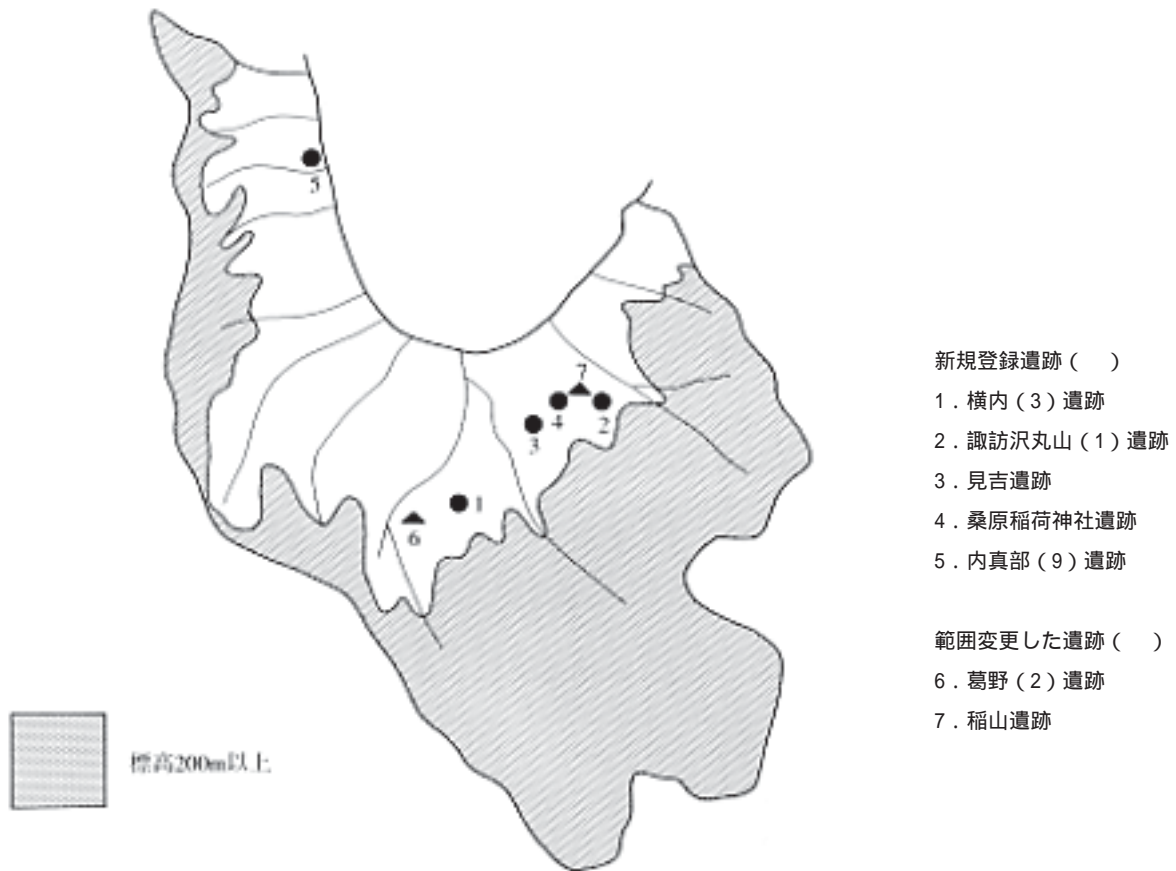 5
7
4
2
3
1
6
新規登録遺跡（　）
1．横内（3）遺跡
2．諏訪沢丸山（1）遺跡
3．見吉遺跡
4．桑原稲荷神社遺跡
5．内真部（9）遺跡
範囲変更した遺跡（　）
6．葛野（2）遺跡
7．稲山遺跡
標高200m以上